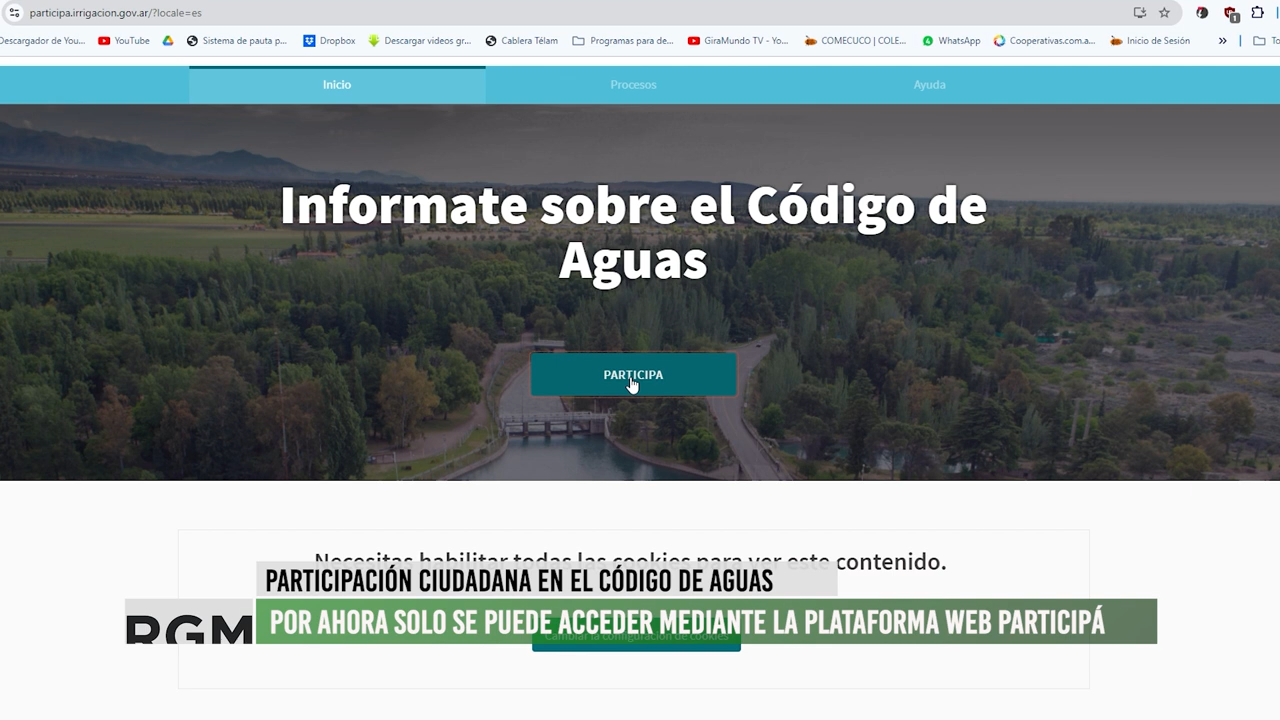 participa.irrigacion.gov.ar/?locale=es
Descargador de You...
YouTube
Sistema de pauta p...
Dropbox
Descargar videos gr...
Cablera Télam
Programas para de...
GiraMundo TV - Yo...
COMECUCO | COLE...
WhatsApp
Cooperativas.com.a...
Inicio de Sesión
»
To
Inicio
Procesos
Ayuda
Informate sobre el Código de
Aguas
PARTICIPA
Necesitas habilitar todas las cookies para ver este contenido.
PARTICIPACIÓN CIUDADANA EN EL CÓDIGO DE AGUAS
RGM
POR AHORA SOLO SE PUEDE ACCEDER MEDIANTE LA PLATAFORMA WEB PARTICIPÁ
Cambiar la configuración de cookies